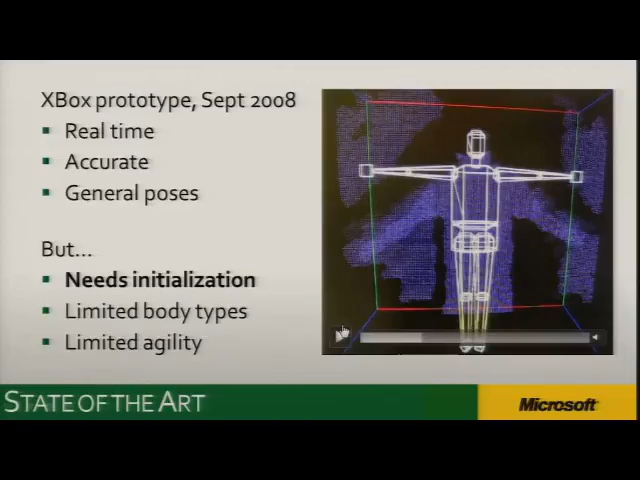 XBox prototype, Sept 2008
Real time
Accurate
General poses
But...
Needs initialization
Limited body types
Limited agility
STATE OF THE ART
Microsoft